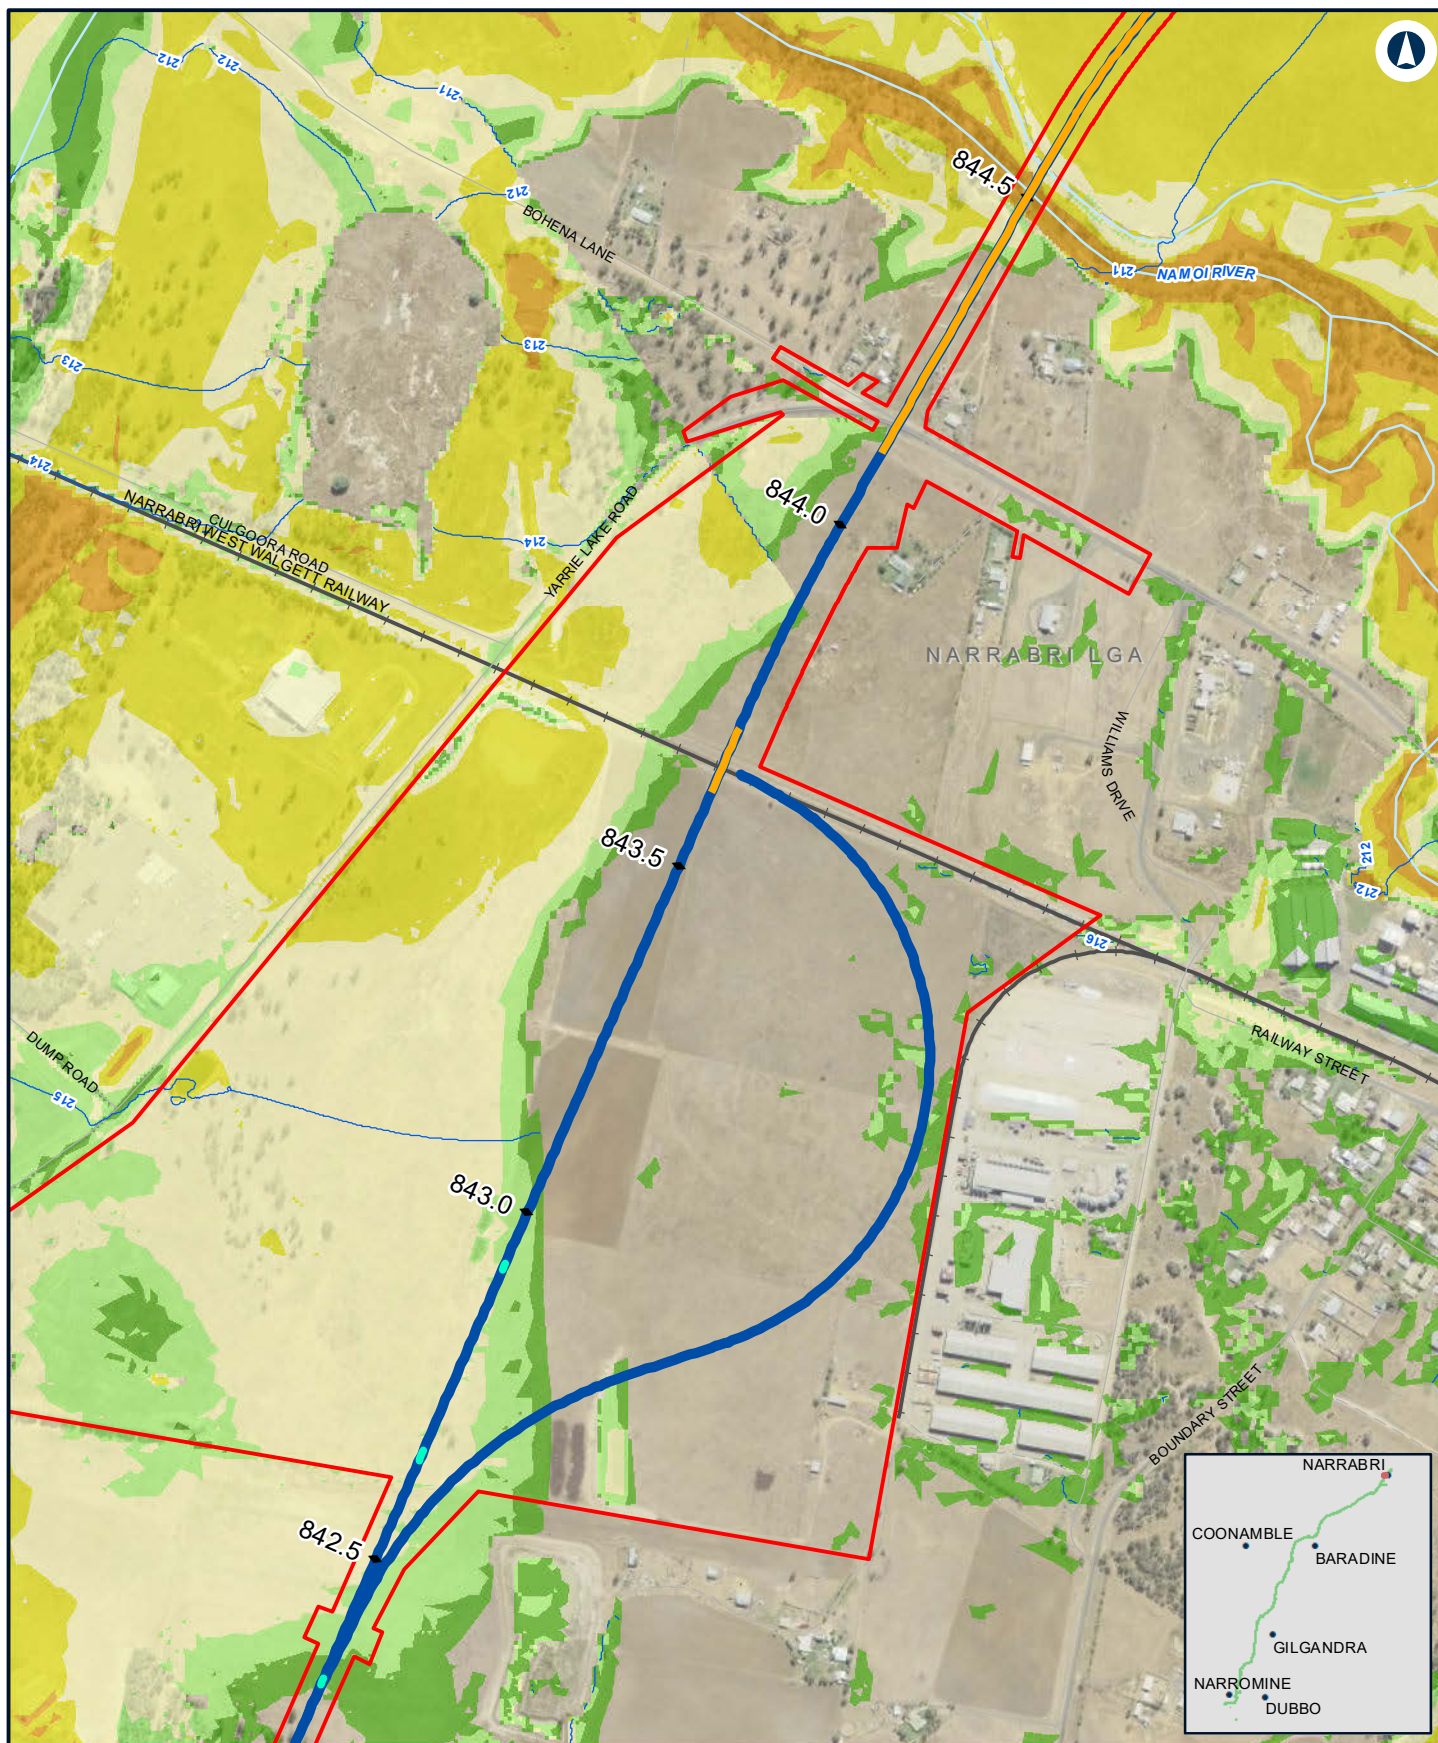 212
212
211
844.5
212
BOHENA LANE
211
NAMOI RIVER
213
213
214
844.0
NARRABRI WEST WALGETT RAILWAY
CULGOORA ROAD
214
YARRIE LAKE ROAD
NARRABRI LGA
WILLIAMS DRIVE
843.5
212
212
216
DUMP ROAD
215
RAILWAY STREET
843.0
BOUNDARY STREET
842.5
NARRABRI
COONAMBLE
BARADINE
GILGANDRA
NARROMINE
DUBBO